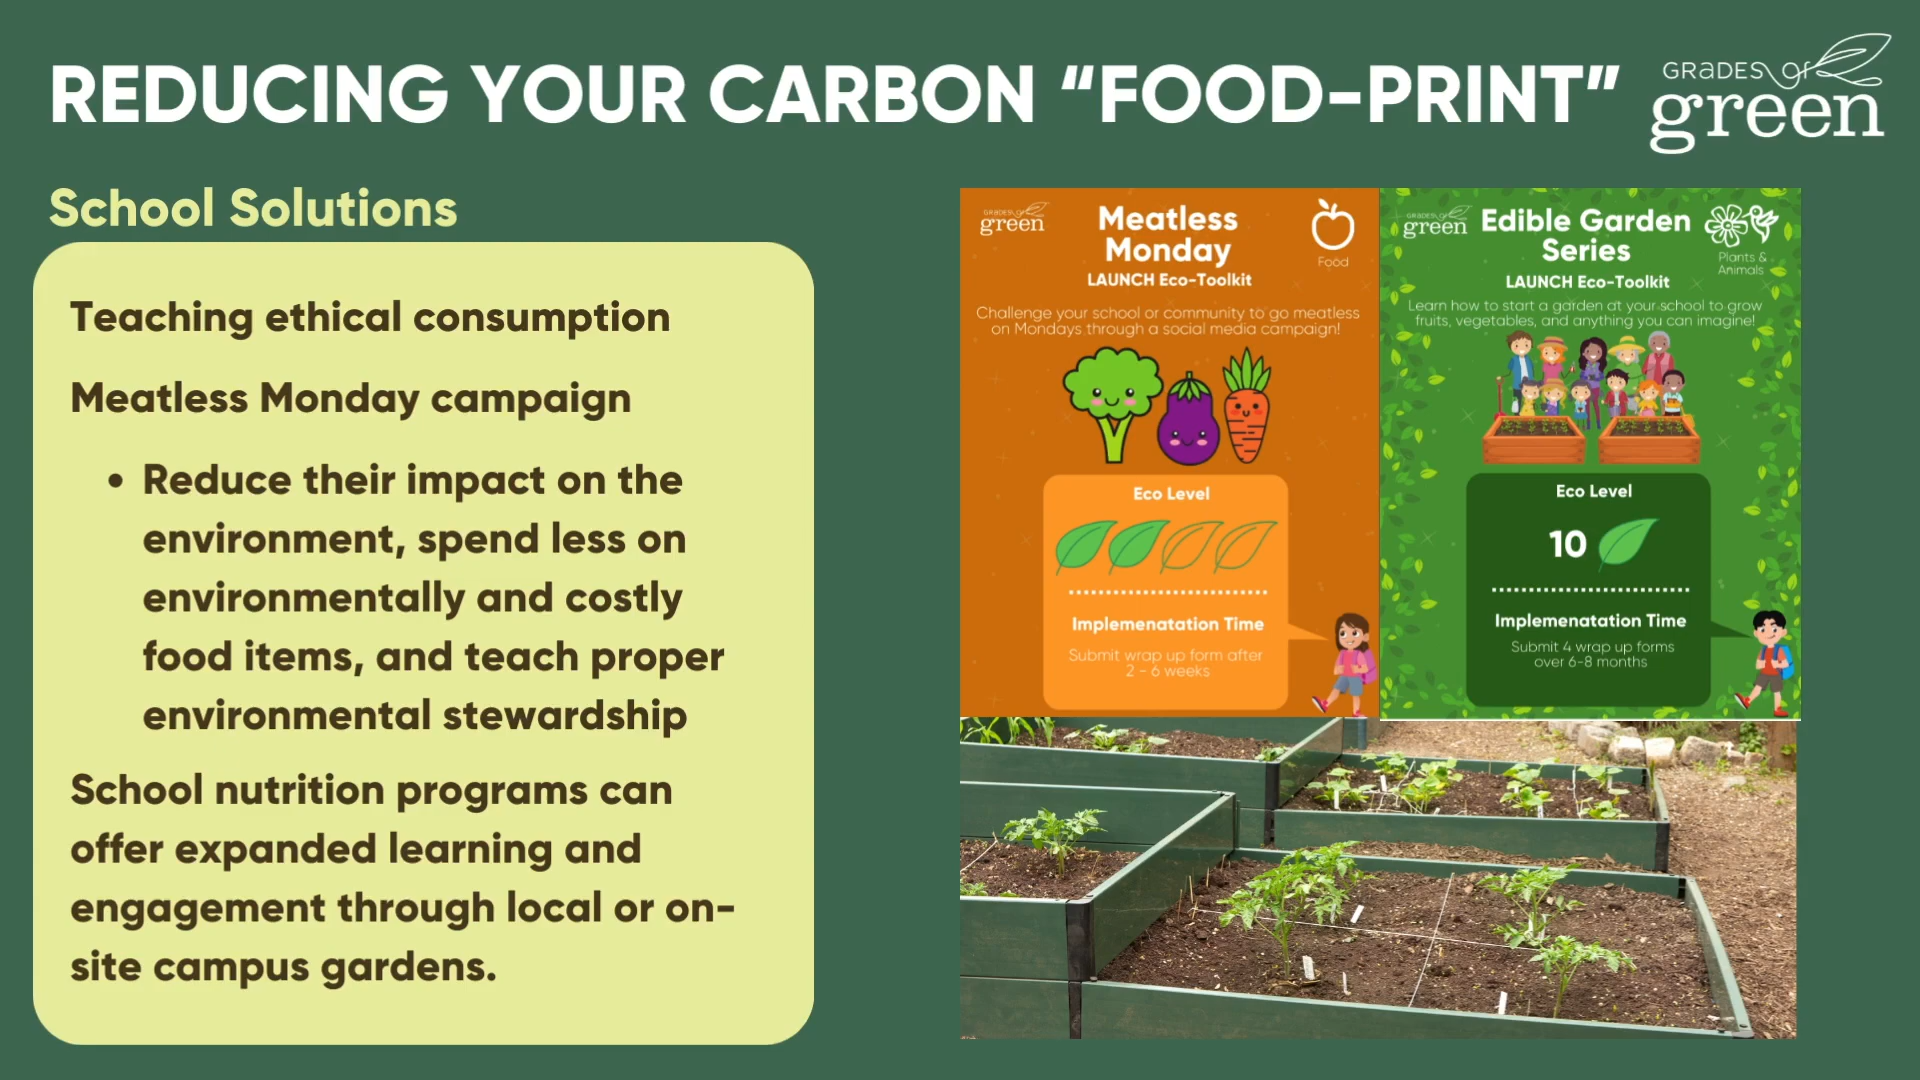 REDUCING YOUR CARBON “FOOD-PRINT”
GRADES of
green
School Solutions
Teaching ethical consumption
Meatless Monday campaign
• Reduce their impact on the
environment, spend less on
environmentally and costly
food items, and teach proper
environmental stewardship
School nutrition programs can
offer expanded learning and
engagement through local or on-
site campus gardens.
GRADES of
green
Meatless
Monday
LAUNCH Eco-Toolkit
Food
Challenge your school or community to go meatless
on Mondays through a social media campaign!
Eco Level
Implemenatation Time
Submit wrap up form after
2 - 6 weeks
GRADES of
green
Edible Garden
Series
LAUNCH Eco-Toolkit
Plants &
Animals
Learn how to start a garden at your school to grow
fruits, vegetables, and anything you can imagine!
Eco Level
10
Implemenatation Time
Submit 4 wrap up forms
over 6-8 months